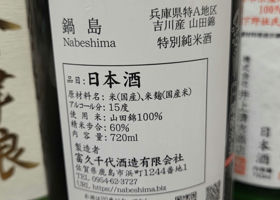 鍋島
Nabeshima
兵庫県特A地区
吉川産 山田錦
特別純米酒
品目:日本酒
原材料名:米(国産)、米麹(国産米)
アルコール分:15度
使用米:山田錦100%
精米歩合:60%
内容量:720ml
製造者
富久千代酒造有限会社
佐賀県鹿島市浜町1244番地1
TEL 0954-62-3727
URL https://nabeshima.biz